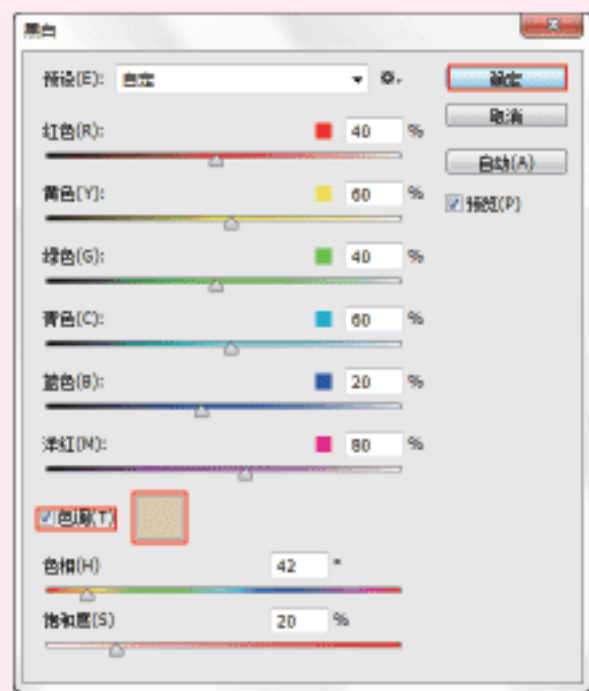 黑白
预设(E): 自定
确定
取消
自动(A)
预览(P)
红色(R): 40 %
黄色(Y): 60 %
绿色(G): 40 %
青色(C): 60 %
蓝色(B): 20 %
洋红(M): 80 %
色调(T)
色相(H) 42 °
饱和度(S) 20 %